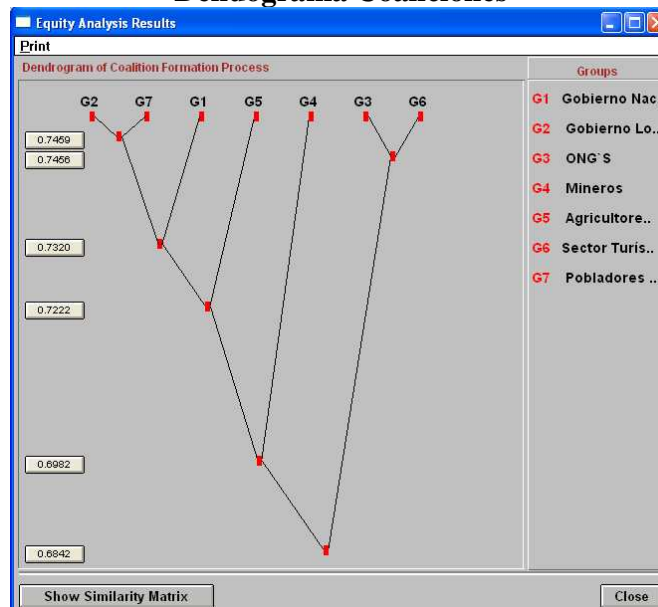 Dendograma Coaliciones
Equity Analysis Results
Print
Dendrogram of Coalition Formation Process
Groups
G2 G7 G1 G5 G4 G3 G6
0.7459
0.7456
0.7320
0.7222
0.6982
0.6842
G1 Gobierno Nac
G2 Gobierno Lo..
G3 ONG`S
G4 Mineros
G5 Agricultore..
G6 Sector Turís..
G7 Pobladores ..
Show Similarity Matrix
Close